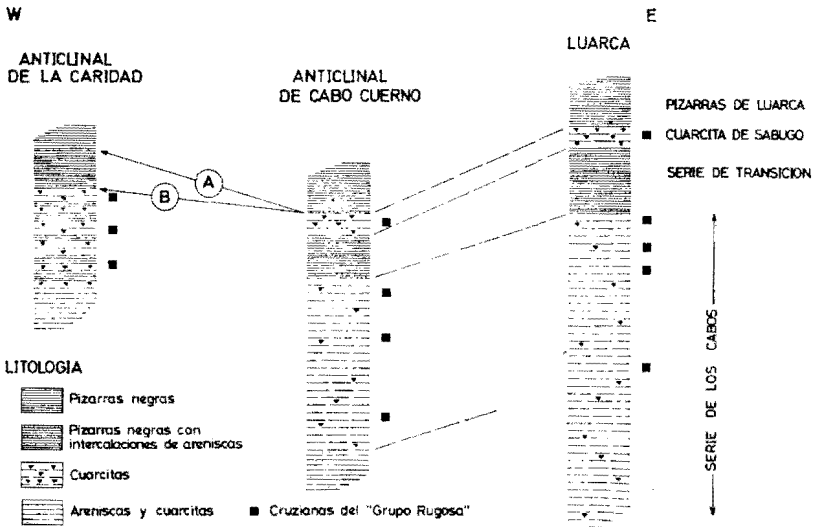 W
E
ANTICLINAL
DE LA CARIDAD
ANTICLINAL
DE CABO CUERNO
LUARCA
PIZARRAS DE LUARCA
CUARCITA DE SABUGO
SERIE DE TRANSICION
A
B
SERIE DE LOS CABOS
LITOLOGIA
Pizarras negras
Pizarras negras con
intercalaciones de areniscas
Cuarcitas
Areniscas y cuarcitas
Cruzianas del "Grupo Rugosa"